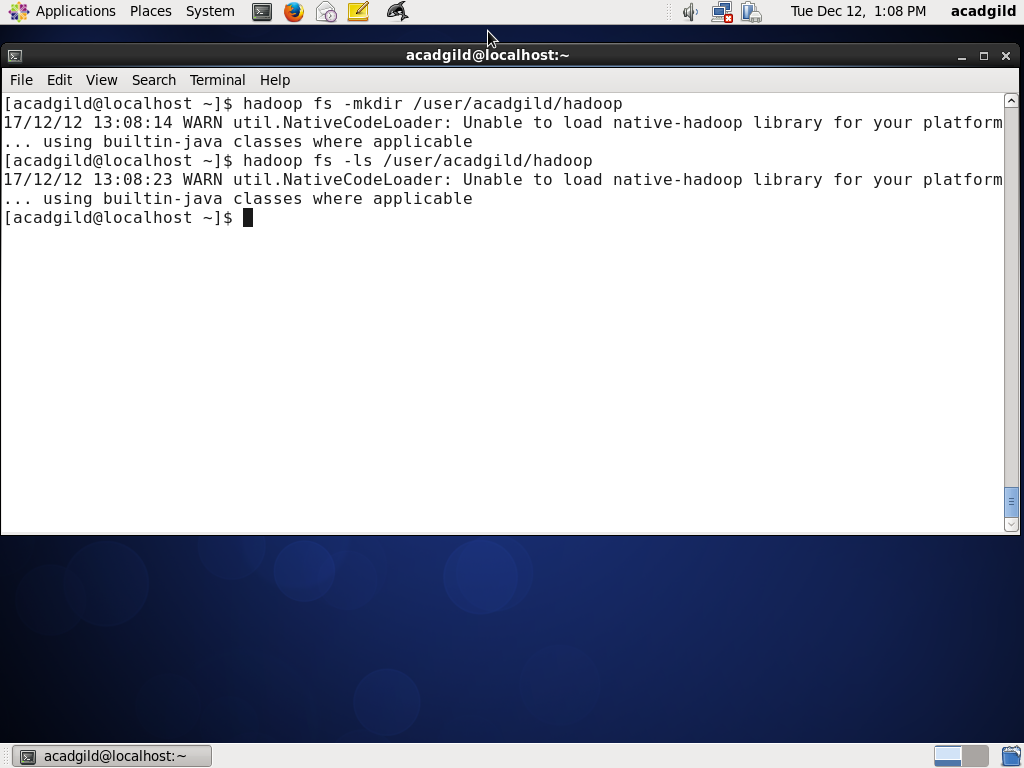 Applications Places System Tue Dec 12, 1:08 PM acadgild
acadgild@localhost:~
File Edit View Search Terminal Help
[acadgild@localhost ~]$ hadoop fs -mkdir /user/acadgild/hadoop
17/12/12 13:08:14 WARN util.NativeCodeLoader: Unable to load native-hadoop library for your platform
... using builtin-java classes where applicable
[acadgild@localhost ~]$ hadoop fs -ls /user/acadgild/hadoop
17/12/12 13:08:23 WARN util.NativeCodeLoader: Unable to load native-hadoop library for your platform
... using builtin-java classes where applicable
[acadgild@localhost ~]$
acadgild@localhost:~